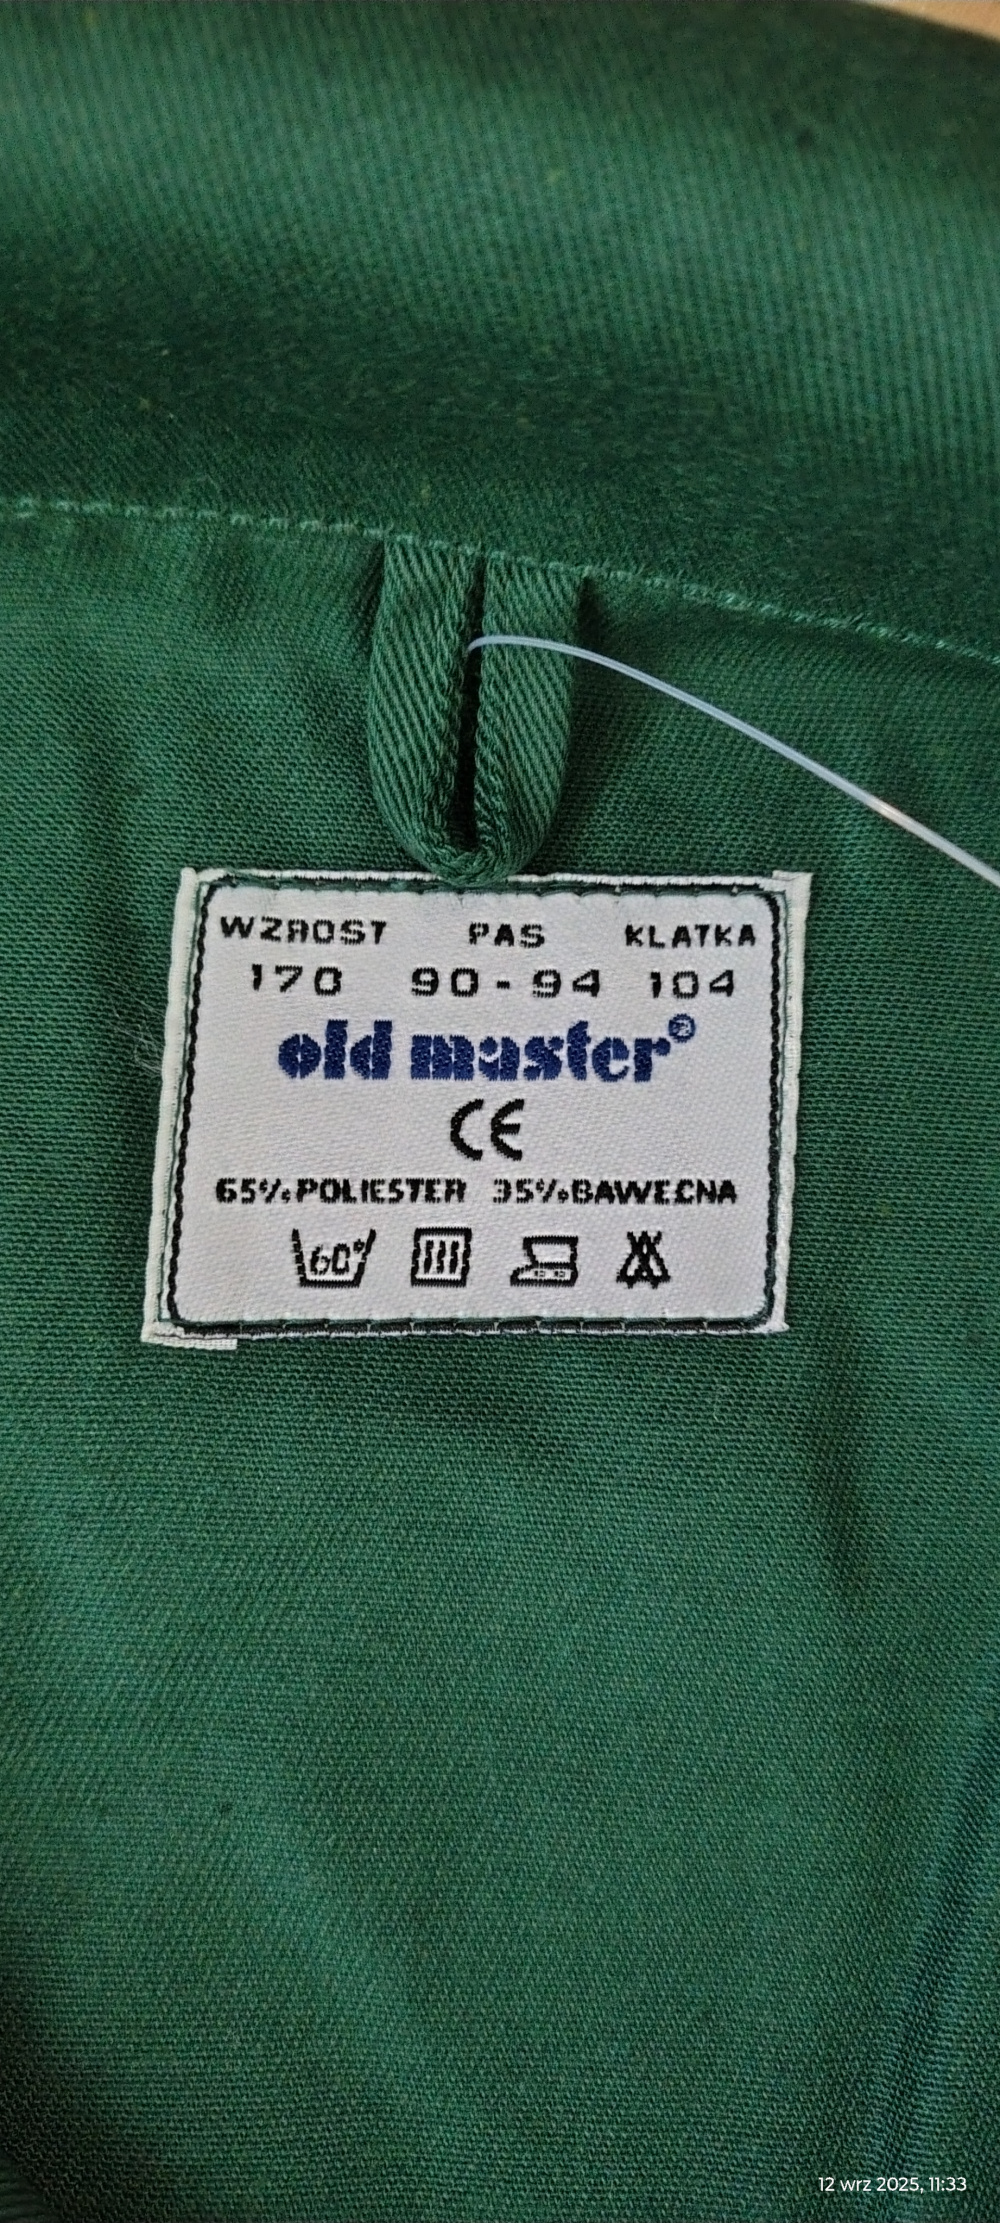 WZROST PAS KLATKA
170 90-94 104
old master®
CE
65% POLIESTER 35% BAWEŁNA
60°
12 wrz 2025, 11:33